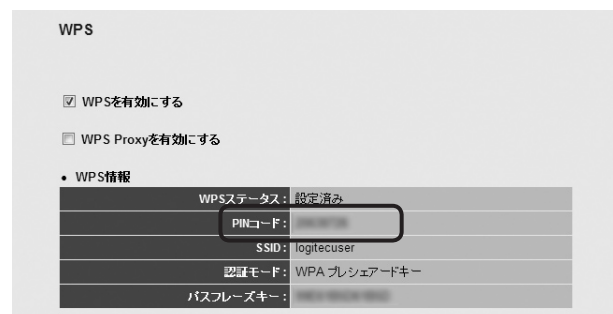 WPS
WPSを有効にする
WPS Proxyを有効にする
• WPS情報
WPSステータス: 設定済み
PINコード:
SSID: logitecuser
認証モード: WPA プレシェアードキー
パスフレーズキー: